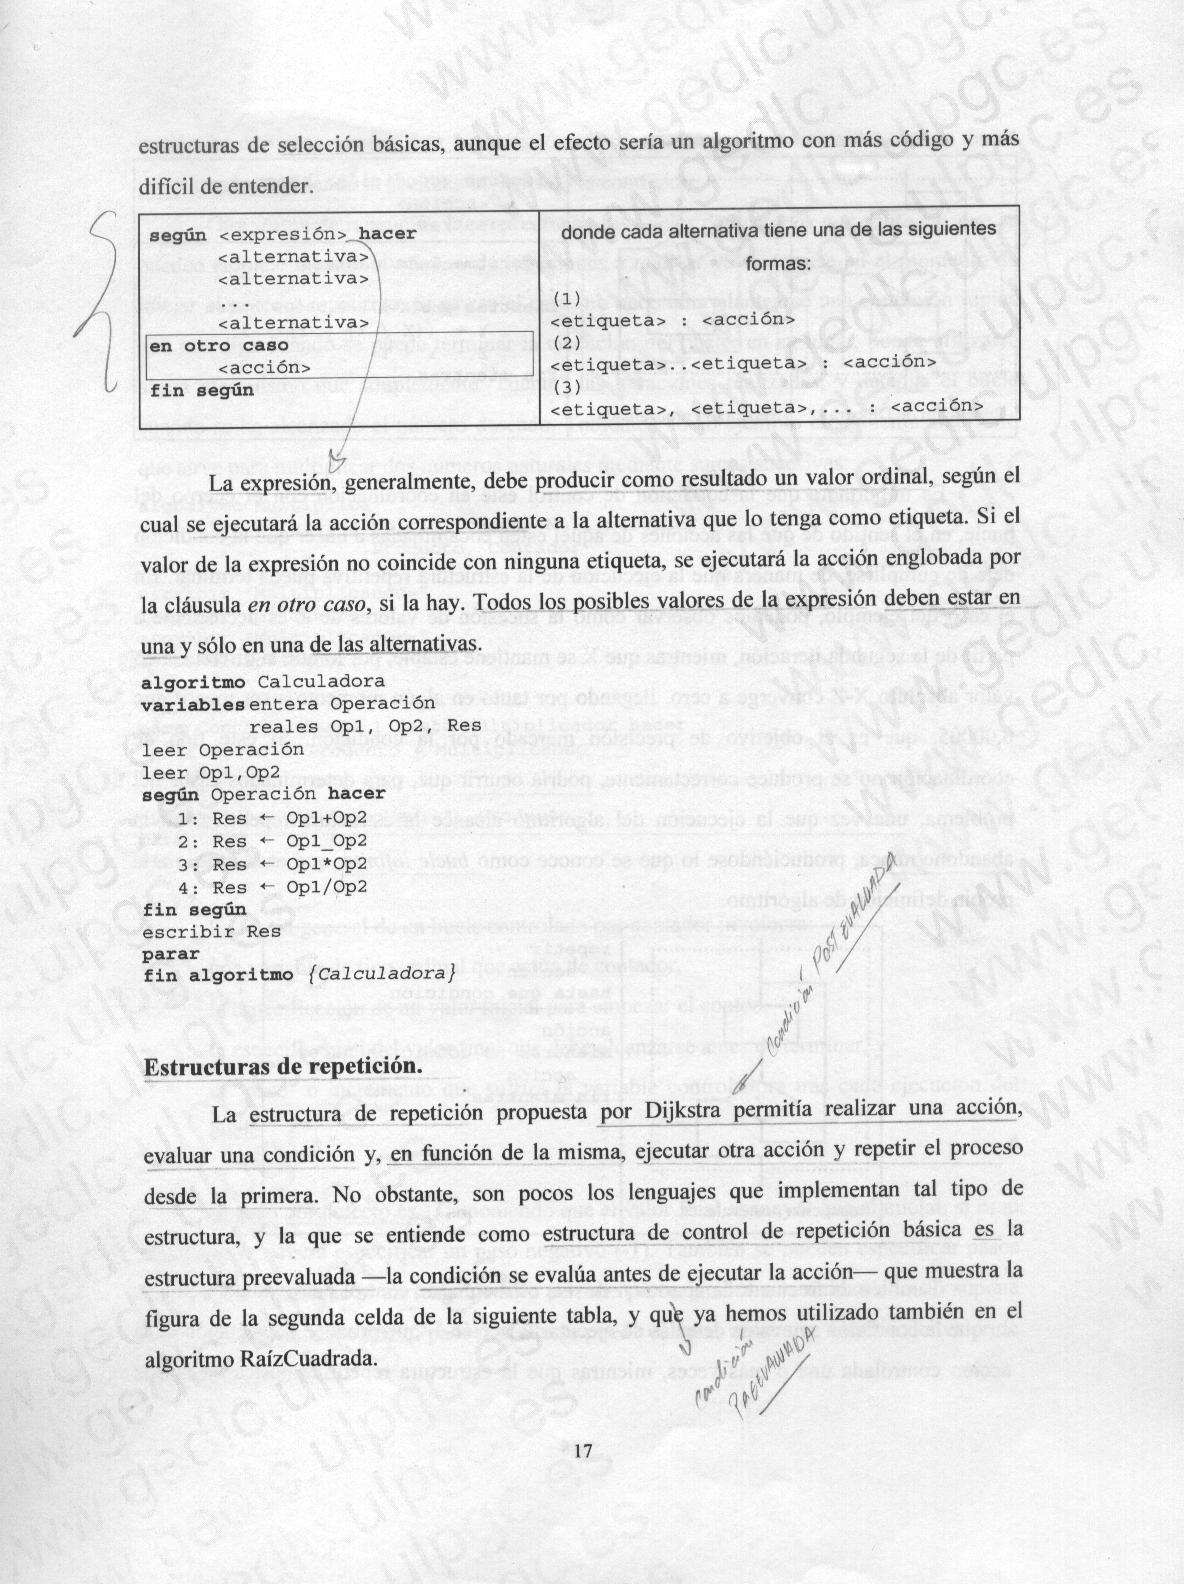 estructuras de selección básicas, aunque el efecto sería un algoritmo con más código y más
difícil de entender.
según <expresión> hacer
<alternativa>
<alternativa>
...
<alternativa>
en otro caso
<acción>
fin según
donde cada alternativa tiene una de las siguientes
formas:
(1)
<etiqueta> : <acción>
(2)
<etiqueta>..<etiqueta> : <acción>
(3)
<etiqueta>, <etiqueta>,... : <acción>
La expresión, generalmente, debe producir como resultado un valor ordinal, según el
cual se ejecutará la acción correspondiente a la alternativa que lo tenga como etiqueta. Si el
valor de la expresión no coincide con ninguna etiqueta, se ejecutará la acción englobada por
la cláusula en otro caso, si la hay. Todos los posibles valores de la expresión deben estar en
una y sólo en una de las alternativas.
algoritmo Calculadora
variables entera Operación
reales Op1, Op2, Res
leer Operación
leer Op1,Op2
según Operación hacer
1: Res ← Op1+Op2
2: Res ← Op1_Op2
3: Res ← Op1*Op2
4: Res ← Op1/Op2
fin según
escribir Res
parar
fin algoritmo {Calculadora}
Condición POSTEVALUADA
Estructuras de repetición.
La estructura de repetición propuesta por Dijkstra permitía realizar una acción,
evaluar una condición y, en función de la misma, ejecutar otra acción y repetir el proceso
desde la primera. No obstante, son pocos los lenguajes que implementan tal tipo de
estructura, y la que se entiende como estructura de control de repetición básica es la
estructura preevaluada —la condición se evalúa antes de ejecutar la acción— que muestra la
figura de la segunda celda de la siguiente tabla, y que ya hemos utilizado también en el
algoritmo RaízCuadrada.
Condición
PREEVALUADA
17
www.gedlc.ulpgc.es